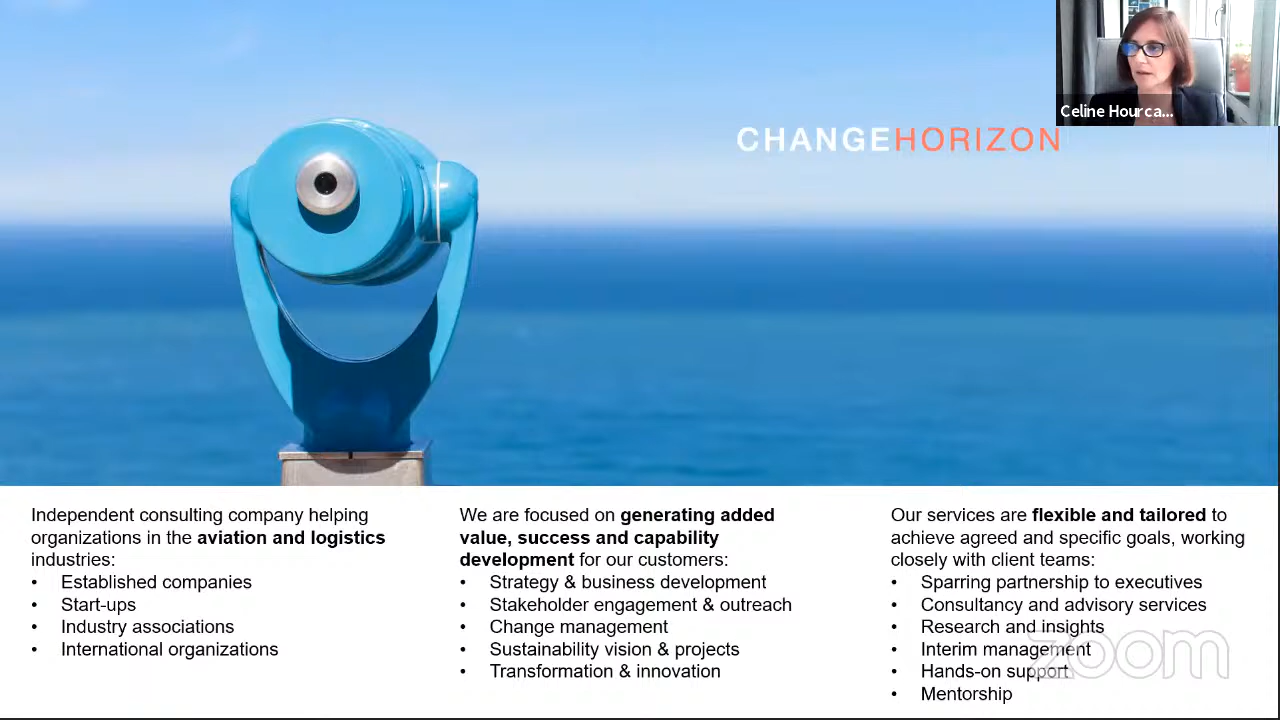 Celine Hourca...
CHANGEHORIZON
Independent consulting company helping
organizations in the aviation and logistics
industries:
• Established companies
• Start-ups
• Industry associations
• International organizations
We are focused on generating added
value, success and capability
development for our customers:
• Strategy & business development
• Stakeholder engagement & outreach
• Change management
• Sustainability vision & projects
• Transformation & innovation
Our services are flexible and tailored to
achieve agreed and specific goals, working
closely with client teams:
• Sparring partnership to executives
• Consultancy and advisory services
• Research and insights
• Interim management
• Hands-on support
• Mentorship
zoom